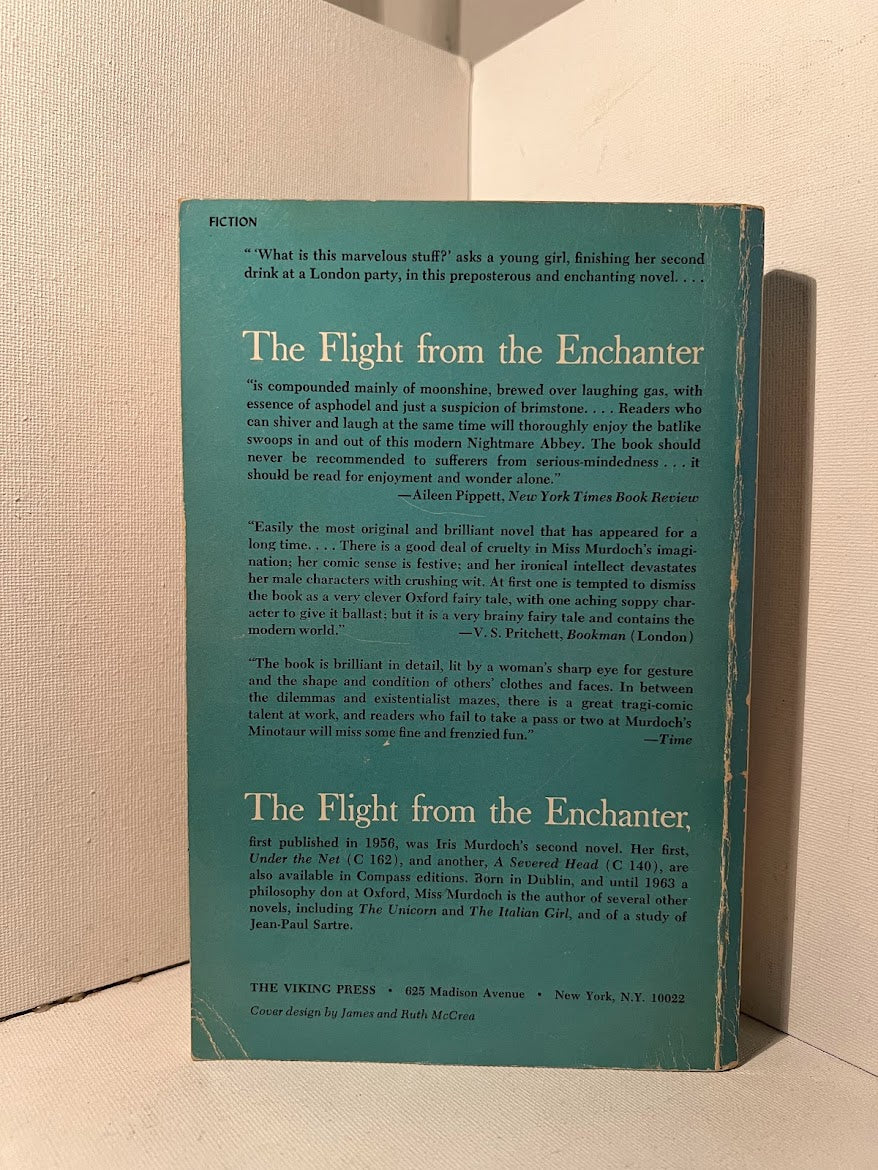 FICTION
“ ‘What is this marvelous stuff?’ asks a young girl, finishing her second
drink at a London party, in this preposterous and enchanting novel. . . .
The Flight from the Enchanter
“is compounded mainly of moonshine, brewed over laughing gas, with
essence of asphodel and just a suspicion of brimstone. . . . Readers who
can shiver and laugh at the same time will thoroughly enjoy the batlike
swoops in and out of this modern Nightmare Abbey. The book should
never be recommended to sufferers from serious-mindedness . . . it
should be read for enjoyment and wonder alone.”
—Aileen Pippett, New York Times Book Review
“Easily the most original and brilliant novel that has appeared for a
long time. . . . There is a good deal of cruelty in Miss Murdoch’s imagi-
nation; her comic sense is festive; and her ironical intellect devastates
her male characters with crushing wit. At first one is tempted to dismiss
the book as a very clever Oxford fairy tale, with one aching soppy char-
acter to give it ballast; but it is a very brainy fairy tale and contains the
modern world.” —V. S. Pritchett, Bookman (London)
“The book is brilliant in detail, lit by a woman’s sharp eye for gesture
and the shape and condition of others’ clothes and faces. In between
the dilemmas and existentialist mazes, there is a great tragi-comic
talent at work, and readers who fail to take a pass or two at Murdoch’s
Minotaur will miss some fine and frenzied fun.” —Time
The Flight from the Enchanter,
first published in 1956, was Iris Murdoch’s second novel. Her first,
Under the Net (C 162), and another, A Severed Head (C 140), are
also available in Compass editions. Born in Dublin, and until 1963 a
philosophy don at Oxford, Miss Murdoch is the author of several other
novels, including The Unicorn and The Italian Girl, and of a study of
Jean-Paul Sartre.
THE VIKING PRESS • 625 Madison Avenue • New York, N.Y. 10022
Cover design by James and Ruth McCrea